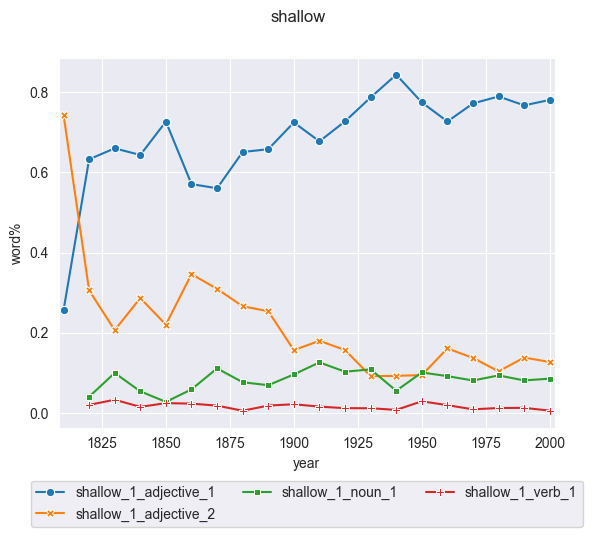 shallow
0.8
0.6
0.4
0.2
0.0
word%
1825 1850 1875 1900 1925 1950 1975 2000
year
shallow_1_adjective_1 shallow_1_noun_1 shallow_1_verb_1
shallow_1_adjective_2